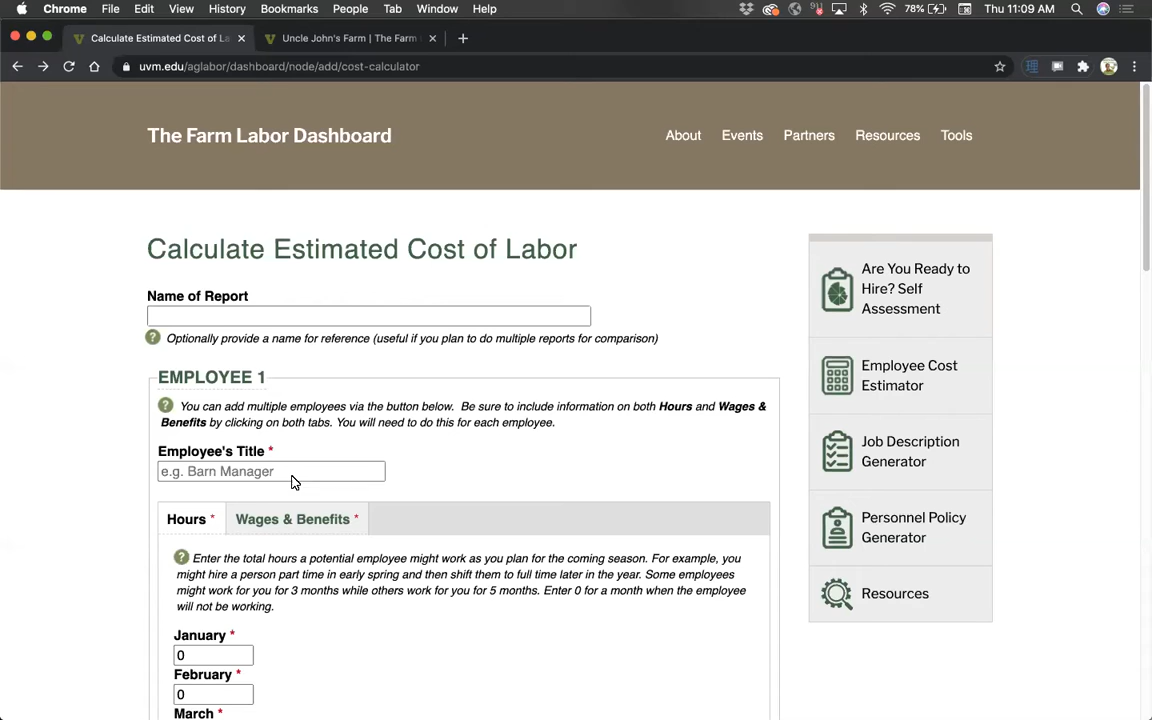 Chrome File Edit View History Bookmarks People Tab Window Help 78% Thu 11:09 AM
Calculate Estimated Cost of La Uncle John's Farm | The Farm
uvm.edu/aglabor/dashboard/node/add/cost-calculator
The Farm Labor Dashboard About Events Partners Resources Tools
Calculate Estimated Cost of Labor
Name of Report
? Optionally provide a name for reference (useful if you plan to do multiple reports for comparison)
EMPLOYEE 1
? You can add multiple employees via the button below. Be sure to include information on both Hours and Wages &
Benefits by clicking on both tabs. You will need to do this for each employee.
Employee's Title *
e.g. Barn Manager
Hours * Wages & Benefits *
? Enter the total hours a potential employee might work as you plan for the coming season. For example, you
might hire a person part time in early spring and then shift them to full time later in the year. Some employees
might work for you for 3 months while others work for you for 5 months. Enter 0 for a month when the employee
will not be working.
January *
0
February *
0
March *
Are You Ready to
Hire? Self
Assessment
Employee Cost
Estimator
Job Description
Generator
Personnel Policy
Generator
Resources